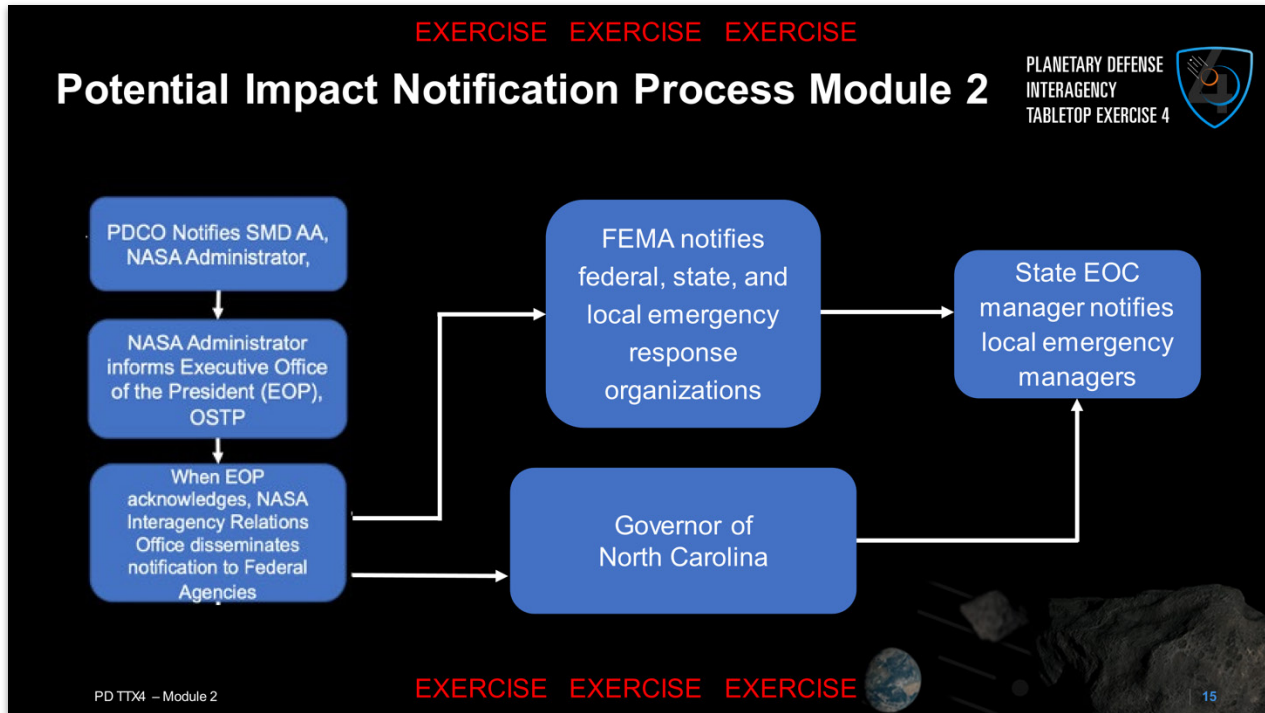 EXERCISE EXERCISE EXERCISE
Potential Impact Notification Process Module 2
PLANETARY DEFENSE
INTERAGENCY
TABLETOP EXERCISE 4
4
PDCO Notifies SMD AA,
NASA Administrator,
NASA Administrator
informs Executive Office
of the President (EOP),
OSTP
When EOP
acknowledges, NASA
Interagency Relations
Office disseminates
notification to Federal
Agencies
FEMA notifies
federal, state, and
local emergency
response
organizations
Governor of
North Carolina
State EOC
manager notifies
local emergency
managers
PD TTX4 – Module 2
EXERCISE EXERCISE EXERCISE
15